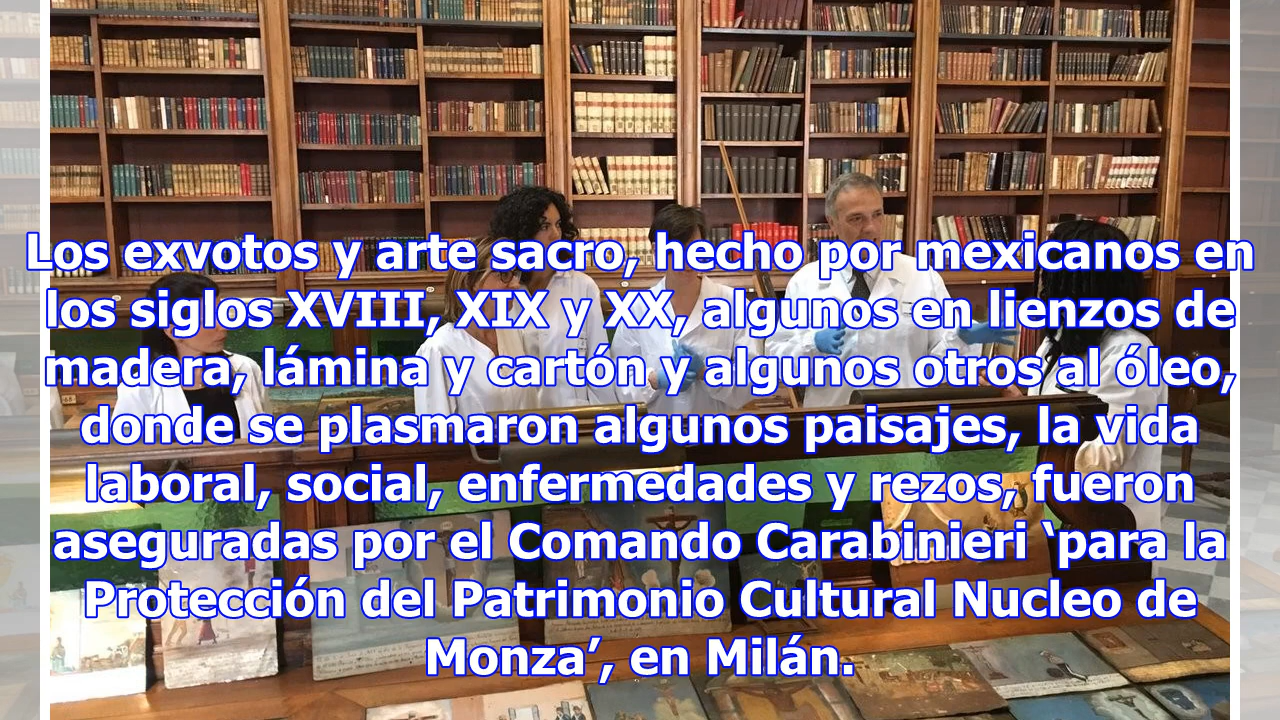 Los exvotos y arte sacro, hecho por mexicanos en
los siglos XVIII, XIX y XX, algunos en lienzos de
madera, lámina y cartón y algunos otros al óleo,
donde se plasmaron algunos paisajes, la vida
laboral, social, enfermedades y rezos, fueron
aseguradas por el Comando Carabinieri ‘para la
Protección del Patrimonio Cultural Nucleo de
Monza’, en Milán.